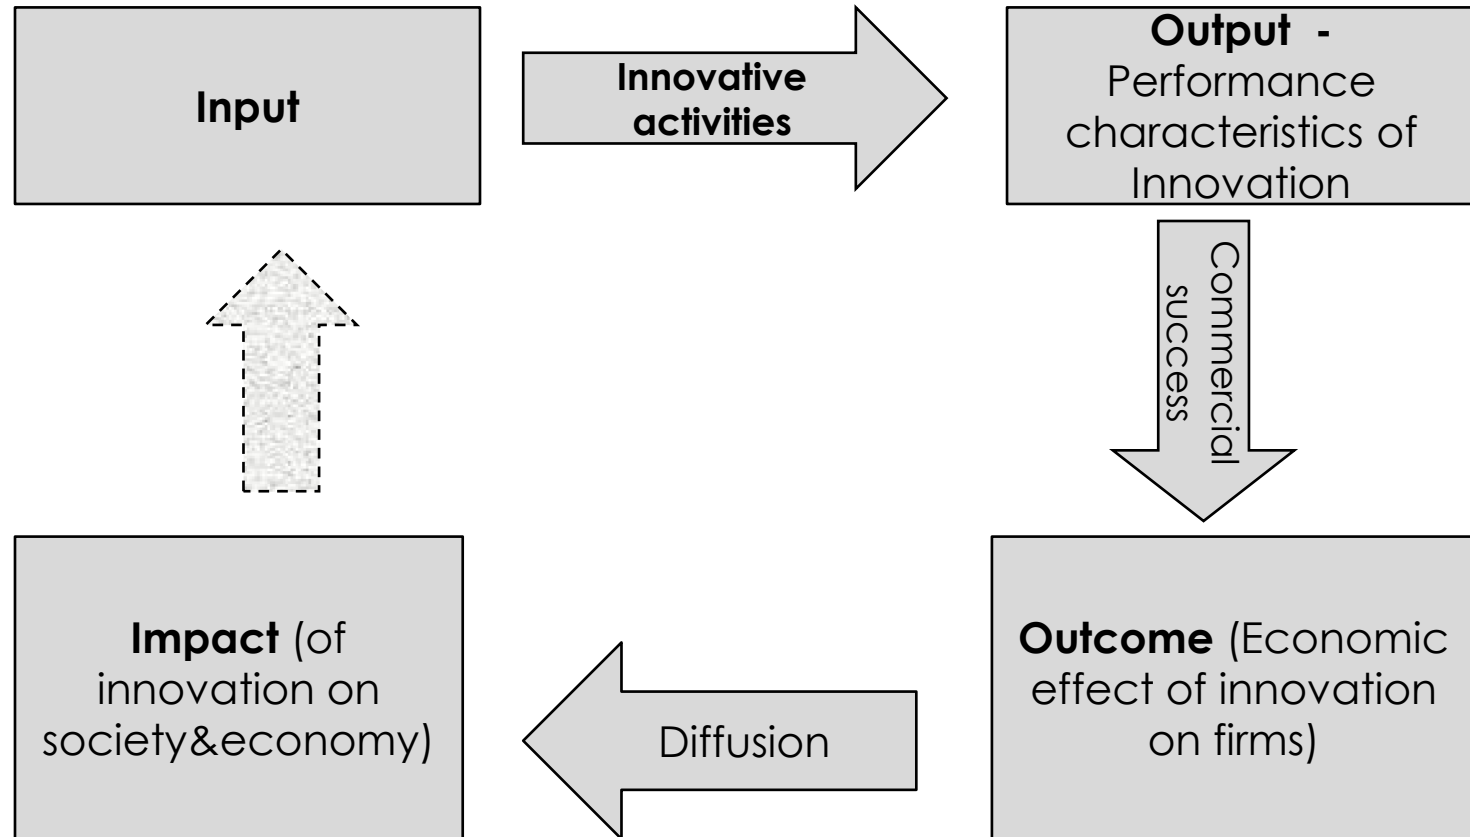 Input
Innovative
activities
Output  -
Performance
characteristics of
Innovation
Commercial
success
Outcome (Economic
effect of innovation
on firms)
Diffusion
Impact (of
innovation on
society&economy)